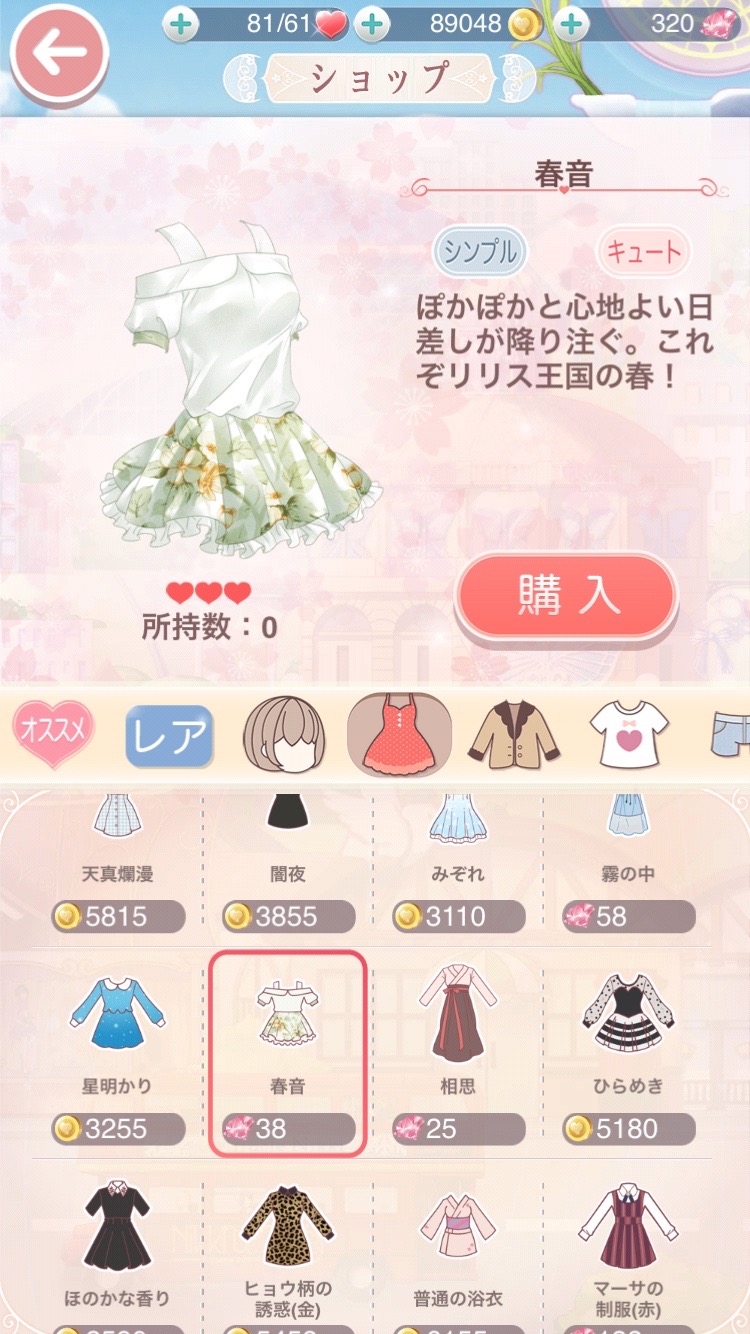 81/61
89048
320
ショップ
春音
シンプル
キュート
ぽかぽかと心地よい日
差しが降り注ぐ。これ
ぞリリス王国の春！
所持数：0
購入
オススメ
レア
天真爛漫
闇夜
みぞれ
霧の中
5815
3855
3110
58
星明かり
春音
相思
ひらめき
3255
38
25
5180
ほのかな香り
ヒョウ柄の
誘惑(金)
普通の浴衣
マーサの
制服(赤)